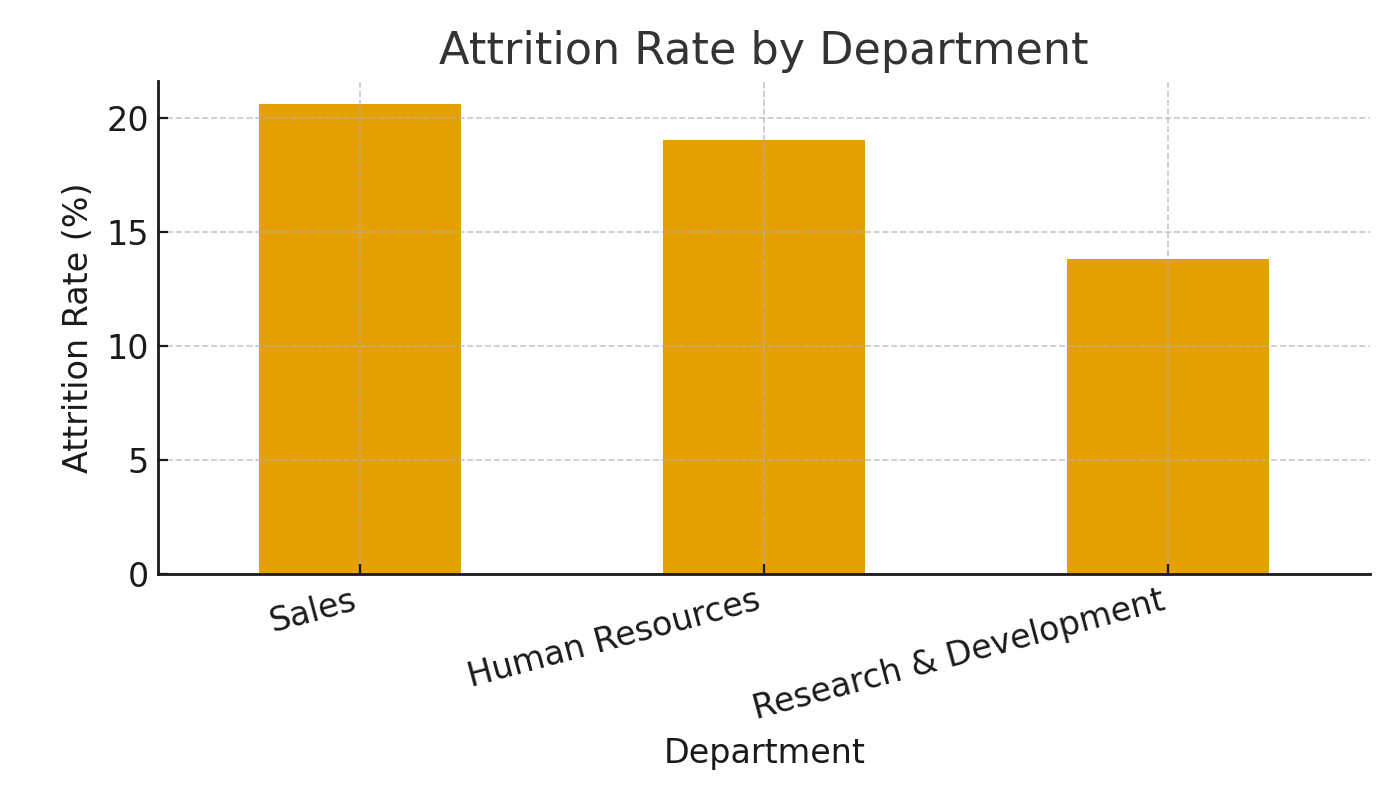 Attrition Rate by Department
Attrition Rate (%)
20
15
10
5
0
Sales
Human Resources
Research & Development
Department